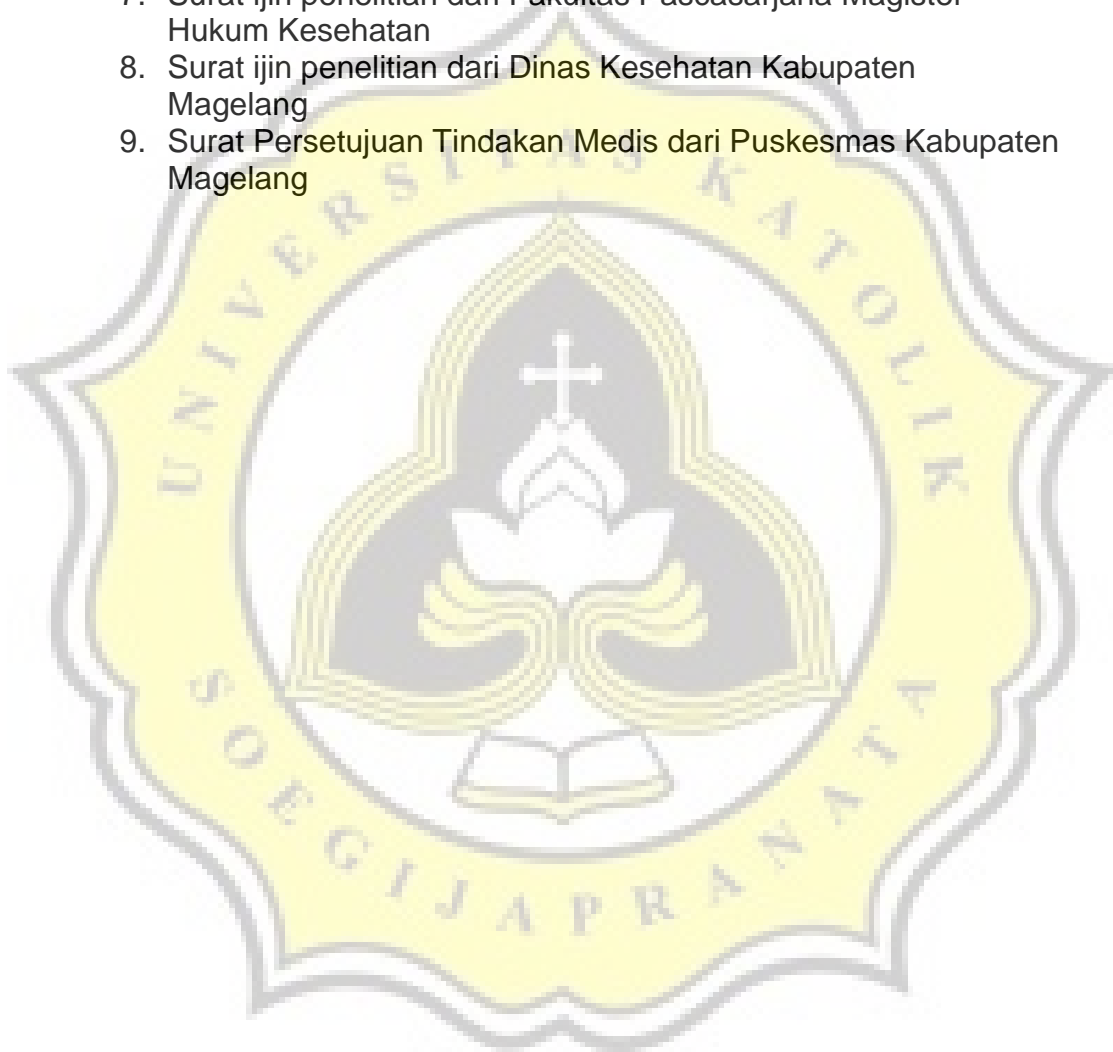 7. Surat ijin penelitian dari Fakultas Pascasarjana Magister
Hukum Kesehatan
8. Surat ijin penelitian dari Dinas Kesehatan Kabupaten
Magelang
9. Surat Persetujuan Tindakan Medis dari Puskesmas Kabupaten
Magelang
UNIVERSITAS KATOLIK
SOEGIJAPRANATA